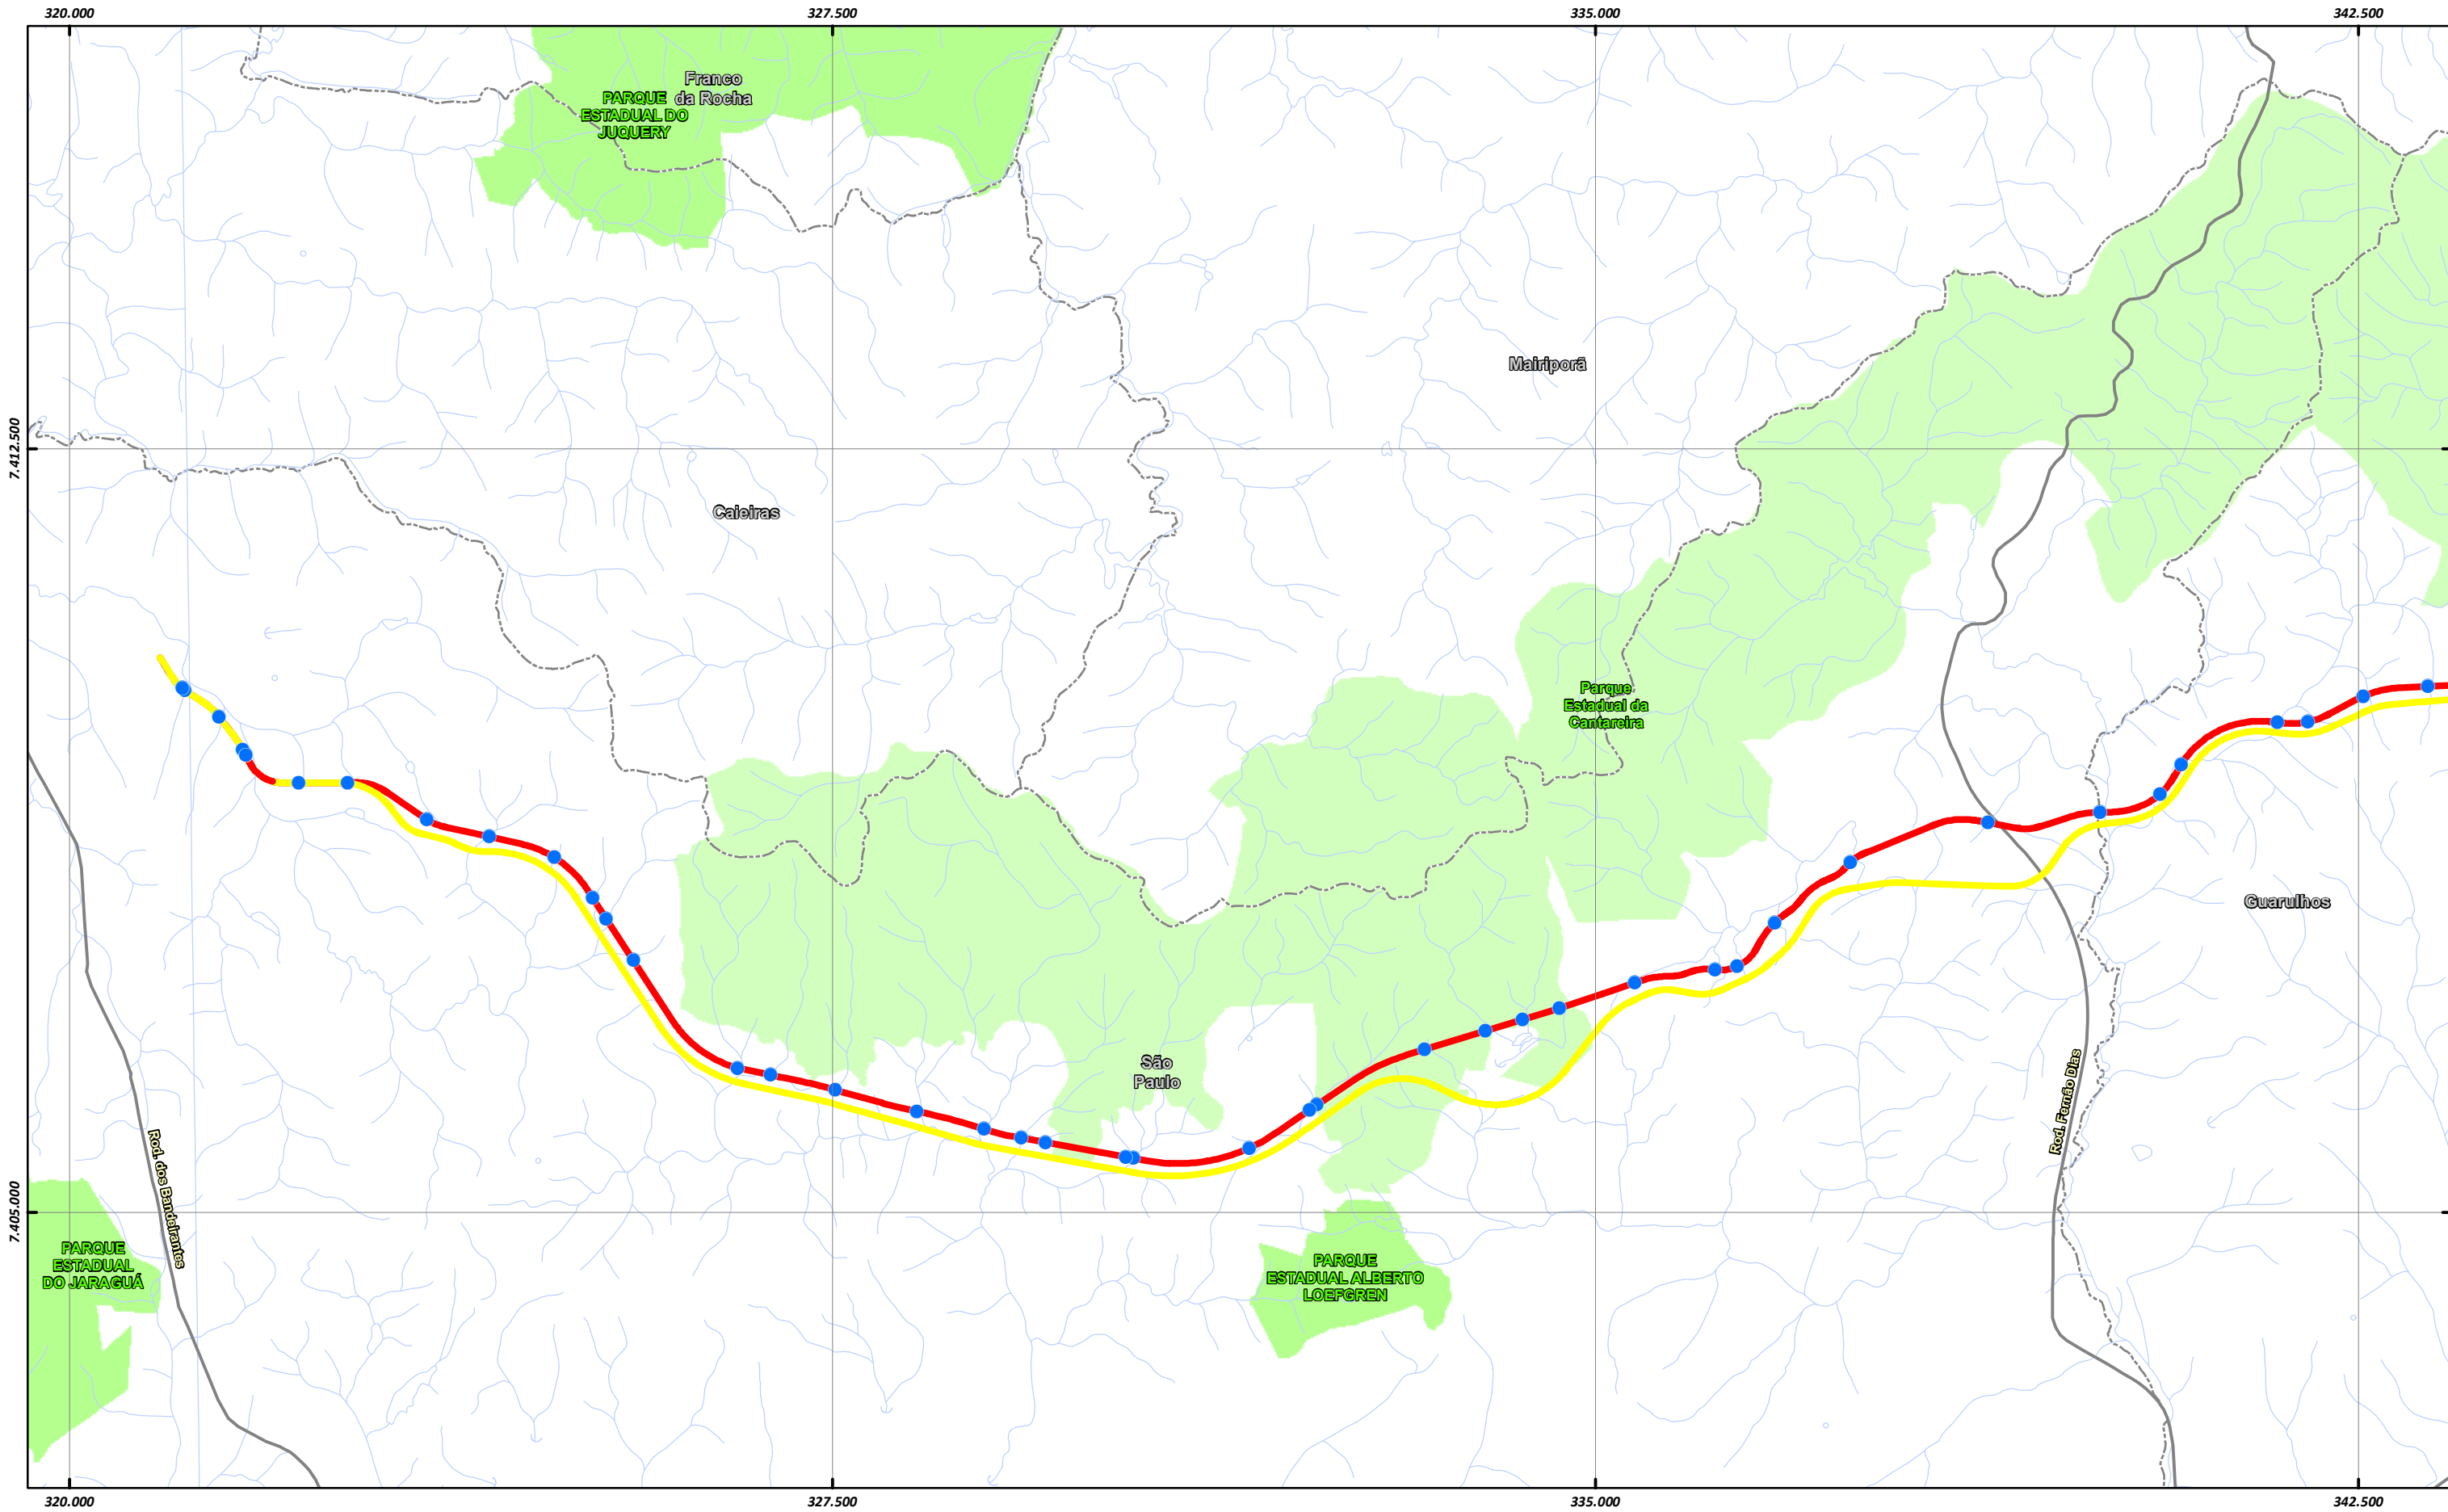 320.000
327.500
335.000
342.500
Franco
da Rocha
PARQUE
ESTADUAL DO
JUQUERY
Mairiporã
7.412.500
Caieiras
Parque
Estadual da
Cantareira
Guarulhos
São
Paulo
Rod. Fernão Dias
Rod. dos Bandeirantes
7.405.000
PARQUE
ESTADUAL
DO JARAGUÁ
PARQUE
ESTADUAL ALBERTO
LOEFGREN
320.000
327.500
335.000
342.500